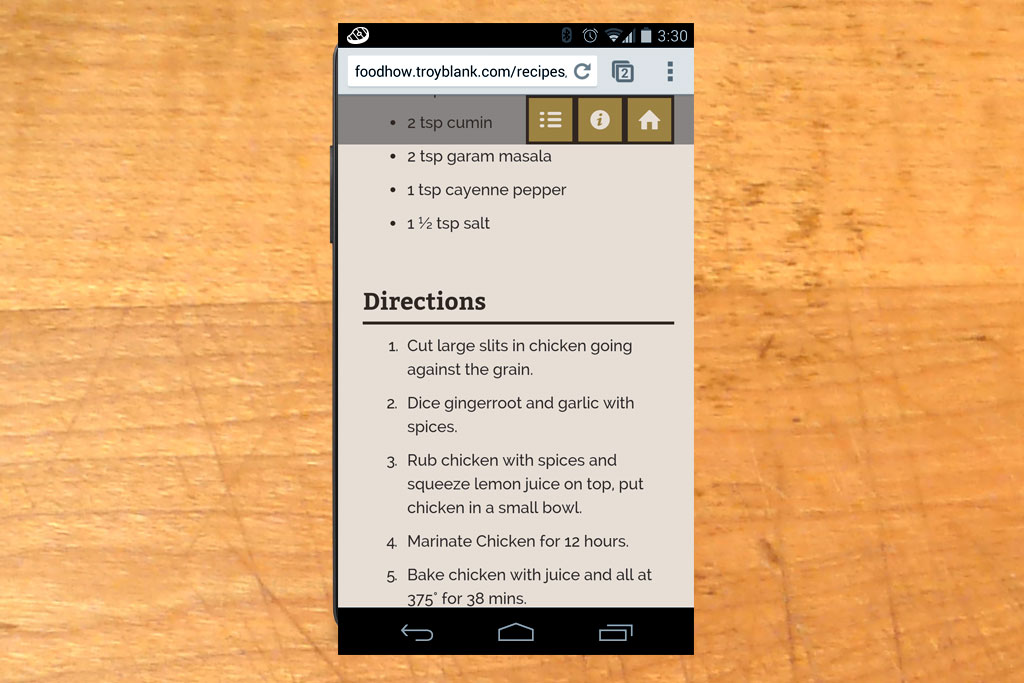 3:30
foodhow.troyblank.com/recipes
2
• 2 tsp cumin
• 2 tsp garam masala
• 1 tsp cayenne pepper
• 1 ½ tsp salt
Directions
1. Cut large slits in chicken going
against the grain.
2. Dice gingerroot and garlic with
spices.
3. Rub chicken with spices and
squeeze lemon juice on top, put
chicken in a small bowl.
4. Marinate Chicken for 12 hours.
5. Bake chicken with juice and all at
375° for 38 mins.